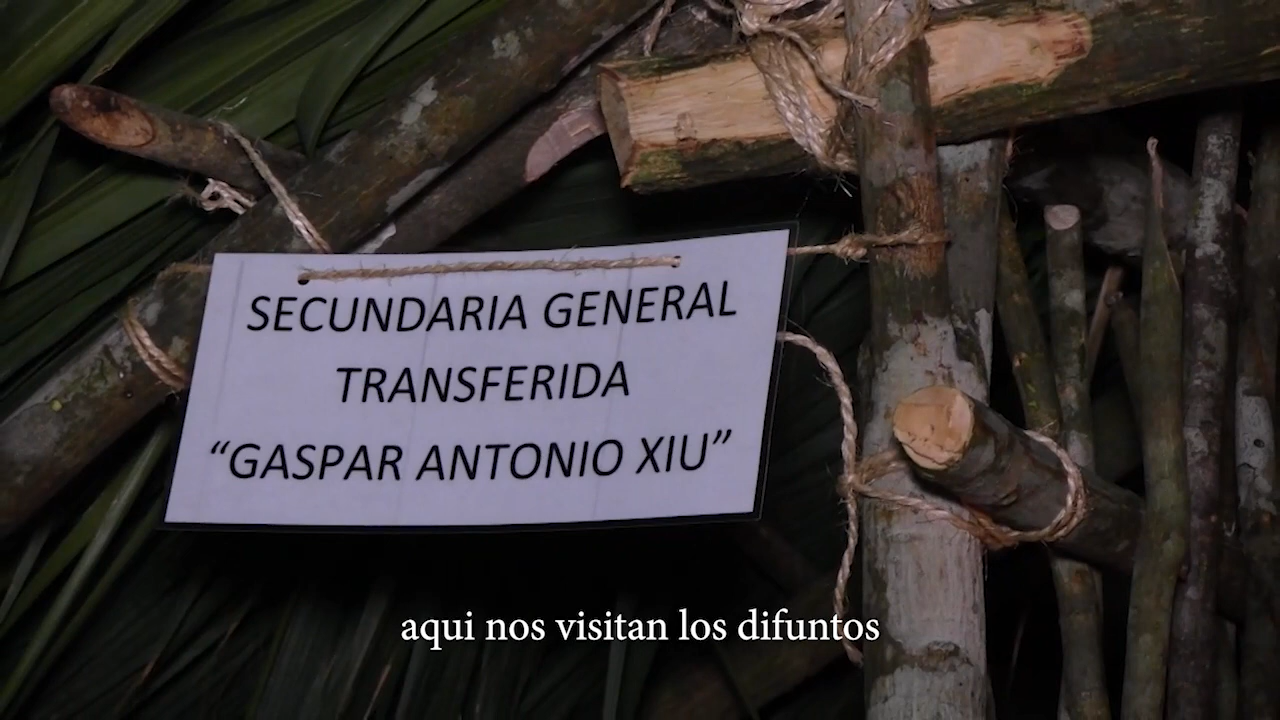 SECUNDARIA GENERAL
TRANSFERIDA
“GASPAR ANTONIO XIU”
aqui nos visitan los difuntos